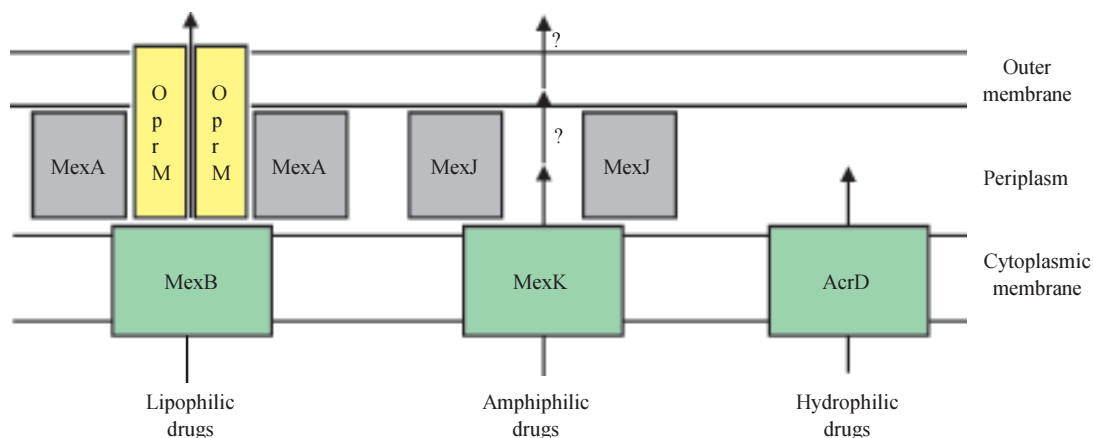 ?
Outer
membrane
O
p
r
M
O
p
r
M
?
MexA
MexA
MexJ
MexJ
Periplasm
MexB
MexK
AcrD
Cytoplasmic
membrane
Lipophilic
drugs
Amphiphilic
drugs
Hydrophilic
drugs